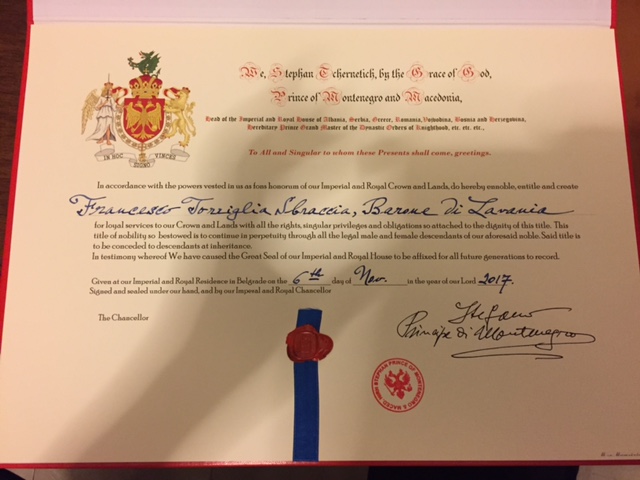 We, Stephan Tchernetich, by the Grace of God,
Prince of Montenegro and Macedonia,
Head of the Imperial and Royal House of Albania, Serbia, Greece, Romania, Voivodina, Bosnia and Herzegovina,
Hereditary Prince Grand Master of the Dynastic Orders of Knighthood, etc. etc. etc.,
To All and Singular to whom these Presents shall come, greetings.
IN HOC SIGNO VINCES
In accordance with the powers vested in us as fons honorum of our Imperial and Royal Crown and Lands, do hereby ennoble, entitle and create
Francesco Torriglia Sbraccia, Barone Di Lavania
for loyal services to our Crown and Lands with all the rights, singular privileges and obligations so attached to the dignity of this title. This
title of nobility so bestowed is to continue in perpetuity through all the legal male and female descendants of our aforesaid noble. Said title is
to be conceded to descendants at inheritance.
In testimony whereof We have caused the Great Seal of our Imperial and Royal House to be affixed for all future generations to record.
Given at our Imperial and Royal Residence in Belgrade on the 6th day of Nov. in the year of our Lord 2017.
Signed and sealed under our hand, and by our Imperial and Royal Chancellor
The Chancellor
Stefano
Principe di Montenegro
STEPHAN PRINCE OF MONTENEGRO & MACED.